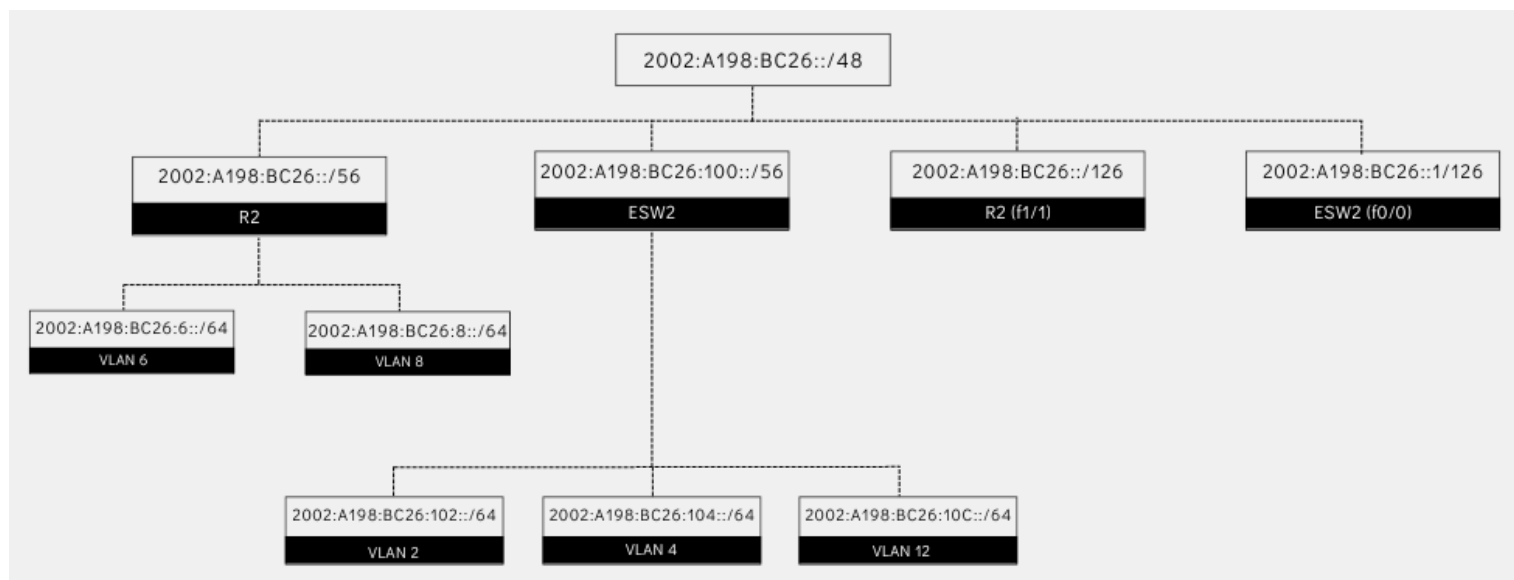 2002:A198:BC26::/48
2002:A198:BC26::/56
R2
2002:A198:BC26:100::/56
ESW2
2002:A198:BC26::/126
R2 (f1/1)
2002:A198:BC26::1/126
ESW2 (f0/0)
2002:A198:BC26:6::/64
VLAN 6
2002:A198:BC26:8::/64
VLAN 8
2002:A198:BC26:102::/64
VLAN 2
2002:A198:BC26:104::/64
VLAN 4
2002:A198:BC26:10C::/64
VLAN 12